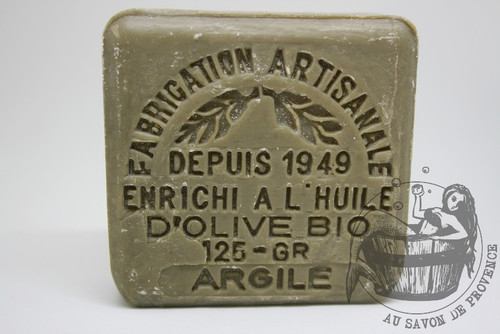 FABRICATION ARTISANALE
DEPUIS 1949
ENRICHI A L'HUILE
D'OLIVE BIO
125-GR
ARGILE
AU SAVON DE PROVENCE